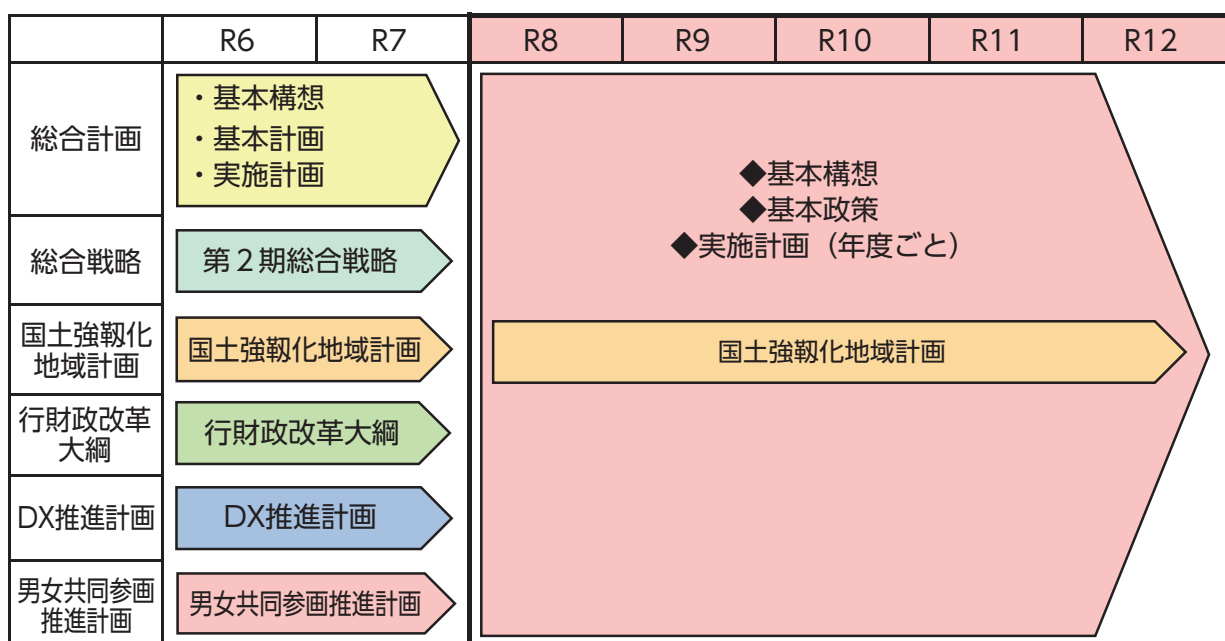 R6 R7 R8 R9 R10 R11 R12
総合計画
・基本構想
・基本計画
・実施計画
◆基本構想
◆基本政策
◆実施計画（年度ごと）
総合戦略
第２期総合戦略
国土強靱化
地域計画
国土強靱化地域計画
国土強靱化地域計画
行財政改革
大綱
行財政改革大綱
DX推進計画
DX推進計画
男女共同参画
推進計画
男女共同参画推進計画